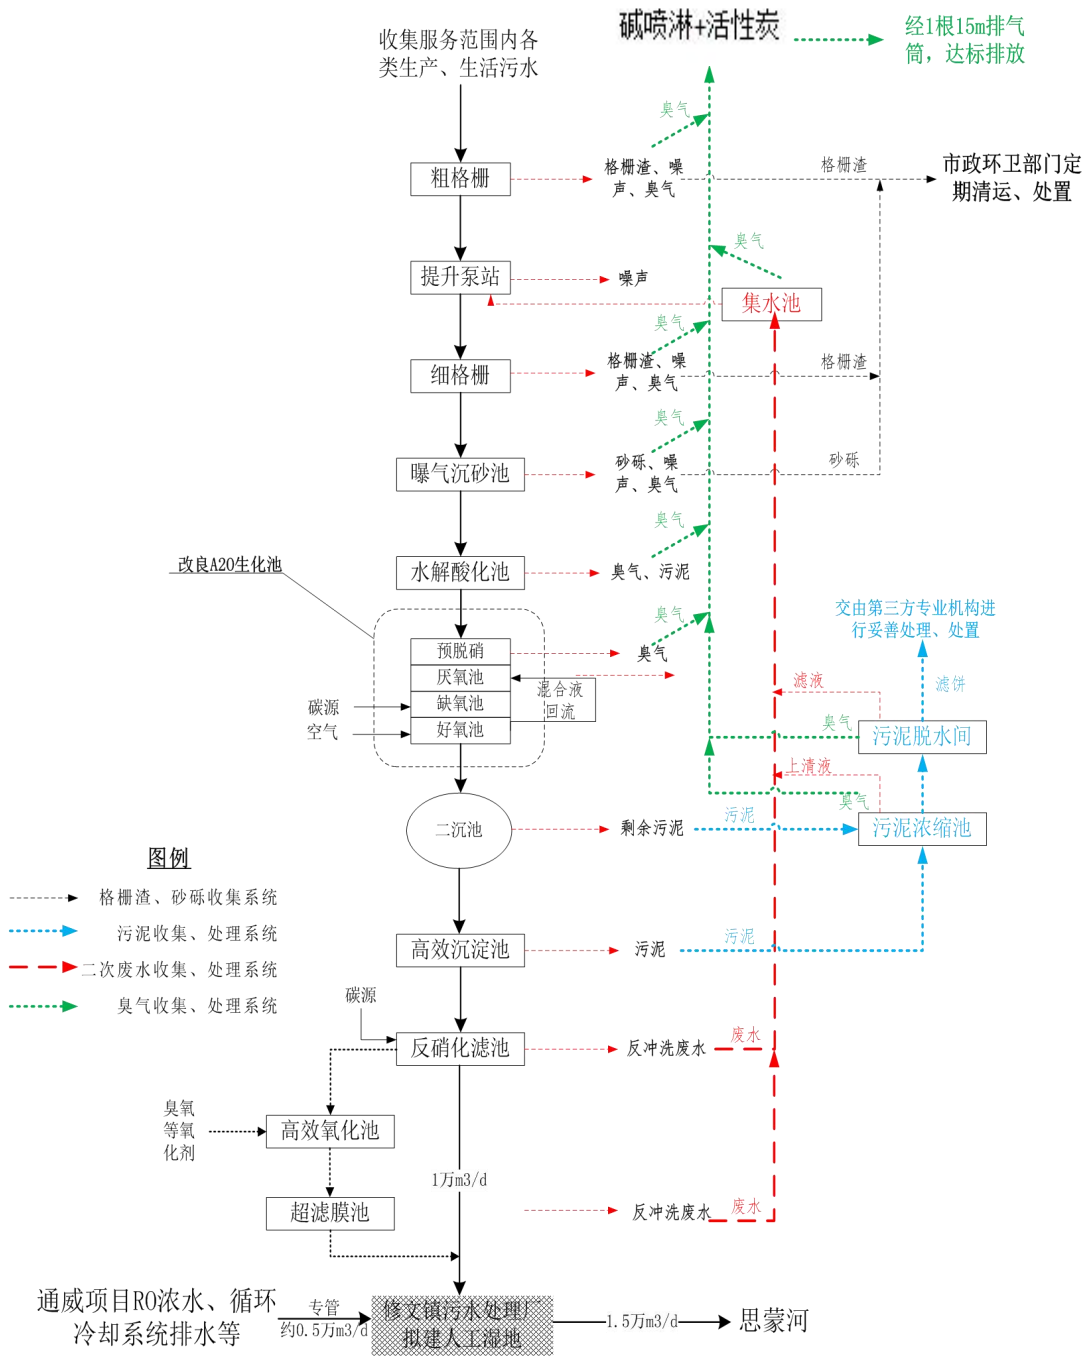 碱喷淋+活性炭
经1根15m排气
筒，达标排放
收集服务范围内各
类生产、生活污水
臭气
粗格栅
格栅渣、噪
声、臭气
格栅渣
市政环卫部门定
期清运、处置
臭气
提升泵站
噪声
集水池
臭气
细格栅
格栅渣、噪
声、臭气
格栅渣
臭气
曝气沉砂池
砂砾、噪
声、臭气
砂砾
臭气
改良A2O生化池
水解酸化池
臭气、污泥
交由第三方专业机构进
行妥善处理、处置
臭气
预脱硝
臭气
厌氧池
混合液
回流
滤液
滤饼
碳源
缺氧池
空气
好氧池
臭气
污泥脱水间
上清液
臭气
二沉池
剩余污泥
污泥
污泥浓缩池
图例
格栅渣、砂砾收集系统
污泥收集、处理系统
二次废水收集、处理系统
臭气收集、处理系统
高效沉淀池
污泥
污泥
碳源
反硝化滤池
反冲洗废水
废水
臭氧
等氧
化剂
高效氧化池
1万m3/d
超滤膜池
反冲洗废水
废水
通威项目RO浓水、循环
冷却系统排水等
专管
约0.5万m3/d
修文镇污水处理厂
拟建人工湿地
1.5万m3/d
思蒙河